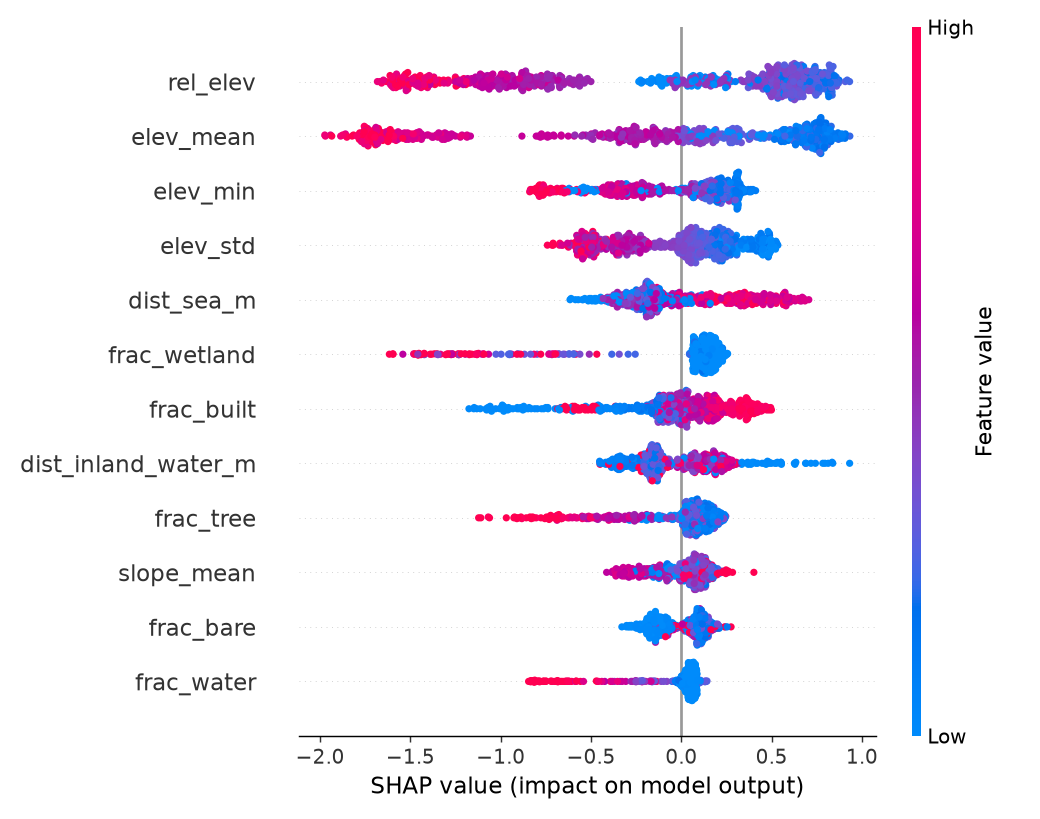 High
rel_elev
elev_mean
elev_min
elev_std
dist_sea_m
frac_wetland
frac_built
dist_inland_water_m
frac_tree
slope_mean
frac_bare
frac_water
Feature value
Low
−2.0 −1.5 −1.0 −0.5 0.0 0.5 1.0
SHAP value (impact on model output)